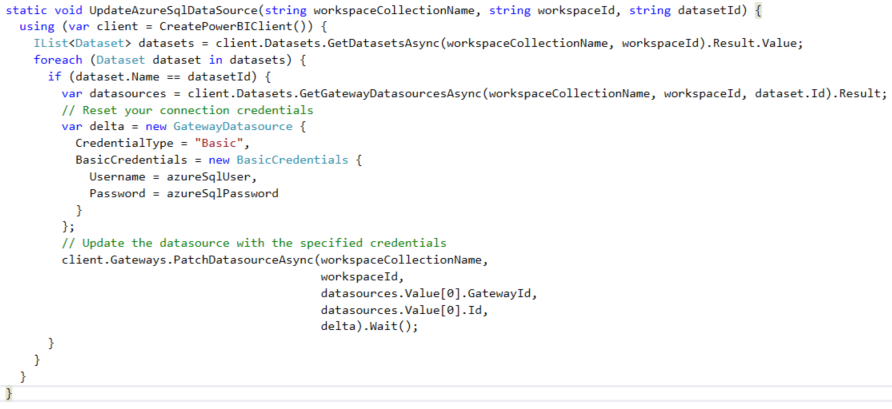 static void UpdateAzureSqlDataSource(string workspaceCollectionName, string workspaceId, string datasetId) {
  using (var client = CreatePowerBIClient()) {
    IList<Dataset> datasets = client.Datasets.GetDatasetsAsync(workspaceCollectionName, workspaceId).Result.Value;
    foreach (Dataset dataset in datasets) {
      if (dataset.Name == datasetId) {
        var datasources = client.Datasets.GetGatewayDatasourcesAsync(workspaceCollectionName, workspaceId, dataset.Id).Result;
        // Reset your connection credentials
        var delta = new GatewayDatasource {
          CredentialType = "Basic",
          BasicCredentials = new BasicCredentials {
            Username = azureSqlUser,
            Password = azureSqlPassword
          }
        };
        // Update the datasource with the specified credentials
        client.Gateways.PatchDatasourceAsync(workspaceCollectionName,
                                             workspaceId,
                                             datasources.Value[0].GatewayId,
                                             datasources.Value[0].Id,
                                             delta).Wait();
      }
    }
  }
}